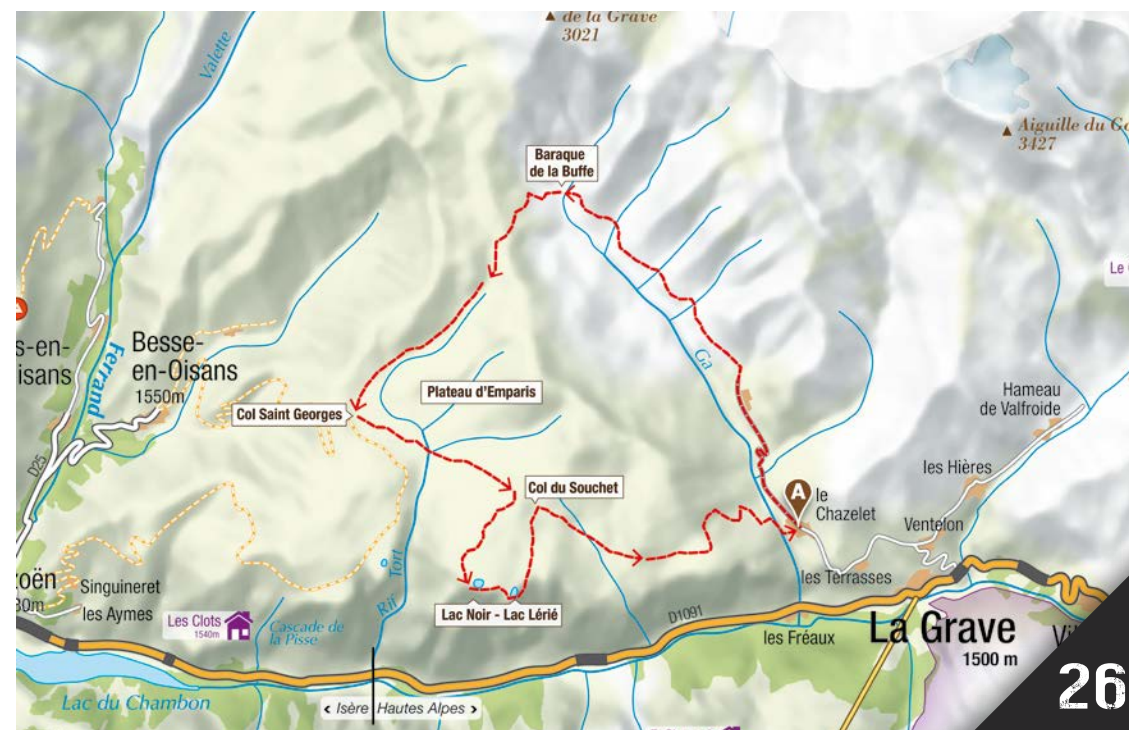 de la Grave
3021
Valette
Aiguille du Go
3427
Baraque
de la Buffe
Le
s-en-
isans
Ferrand
Besse-
en-Oisans
1550m
Ga
Plateau d'Emparis
Col Saint Georges
Hameau
de Valfroide
D25
les Hières
Col du Souchet
A
le
Chazelet
Ventelon
les Terrasses
zoën
30m
Singuineret
les Aymes
Les Clots
1540m
Cascade de
la Pisse
Rif Tort
Lac Noir - Lac Lérié
D1091
les Fréaux
La Grave
1500 m
Vi
Lac du Chambon
< Isère
Hautes Alpes >
26